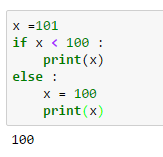 x =101
if x < 100 :
    print(x)
else :
    x = 100
    print(x)
100